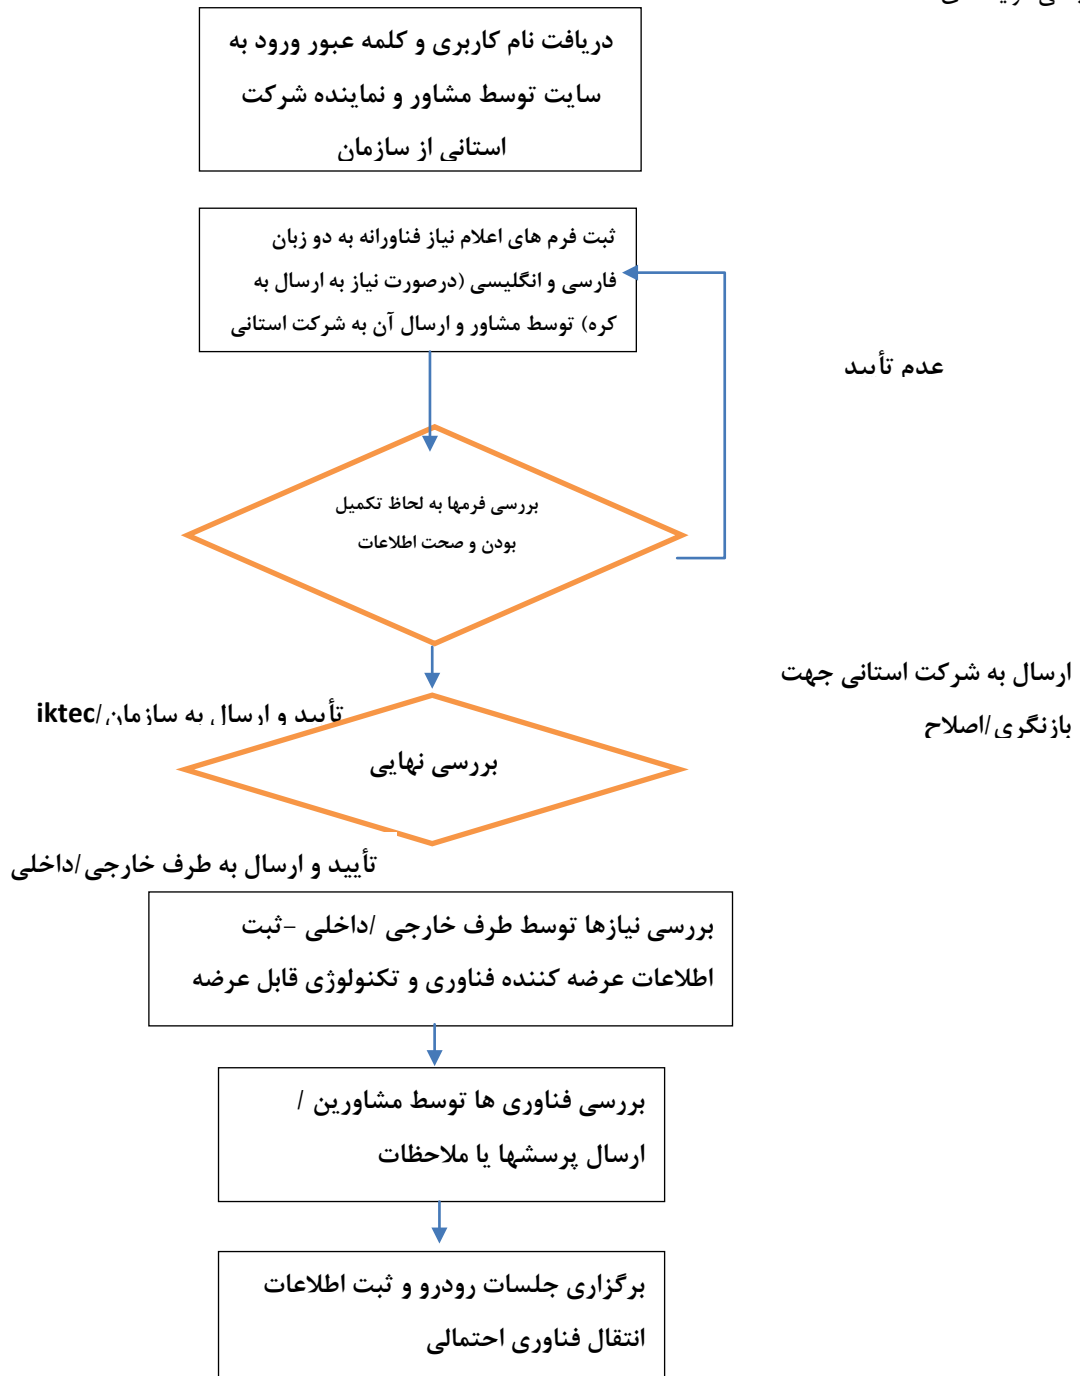 دریافت نام کاربری و کلمه عبور ورود به
سایت توسط مشاور و نماینده شرکت
استانی از سازمان
ثبت فرم های اعلام نیاز فناورانه به دو زبان
فارسی و انگلیسی (درصورت نیاز به ارسال به
کره) توسط مشاور و ارسال آن به شرکت استانی
عدم تأیید
بررسی فرمها به لحاظ تکمیل
بودن و صحت اطلاعات
ارسال به شرکت استانی جهت
بازنگری/اصلاح
تأیید و ارسال به سازمان/iktec
بررسی نهایی
تأیید و ارسال به طرف خارجی/داخلی
بررسی نیازها توسط طرف خارجی /داخلی –ثبت
اطلاعات عرضه کننده فناوری و تکنولوژی قابل عرضه
بررسی فناوری ها توسط مشاورین /
ارسال پرسشها یا ملاحظات
برگزاری جلسات رودرو و ثبت اطلاعات
انتقال فناوری احتمالی